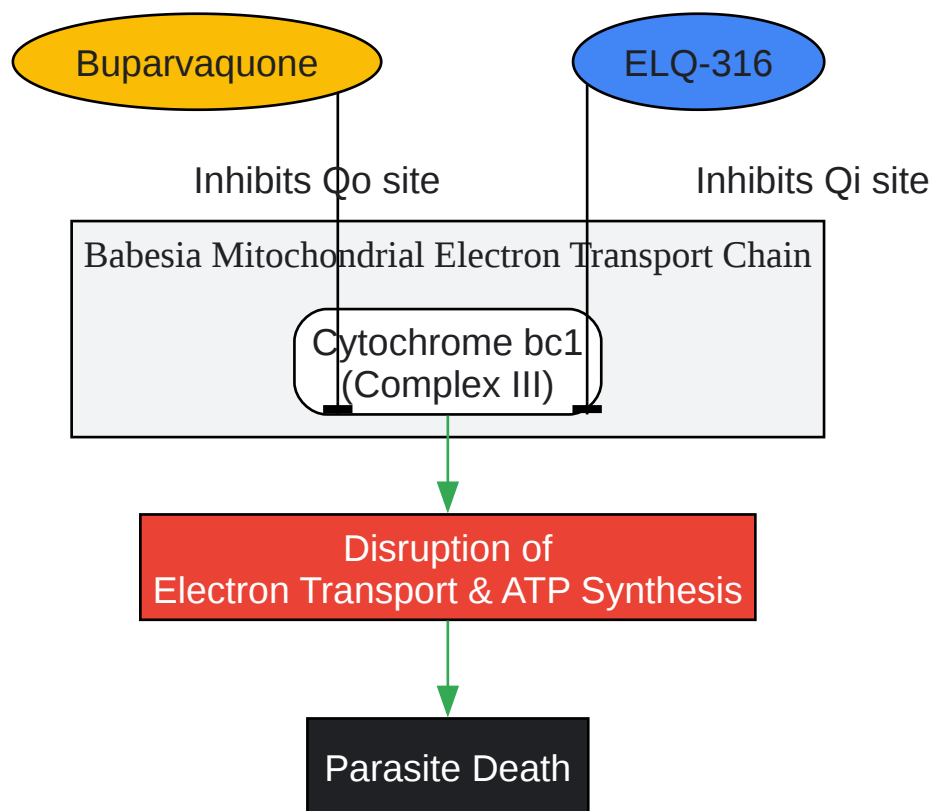 Buparvaquone
ELQ-316
Inhibits Qo site
Inhibits Qi site
Babesia Mitochondrial Electron Transport Chain
Cytochrome bc1
(Complex III)
Disruption of
Electron Transport & ATP Synthesis
Parasite Death